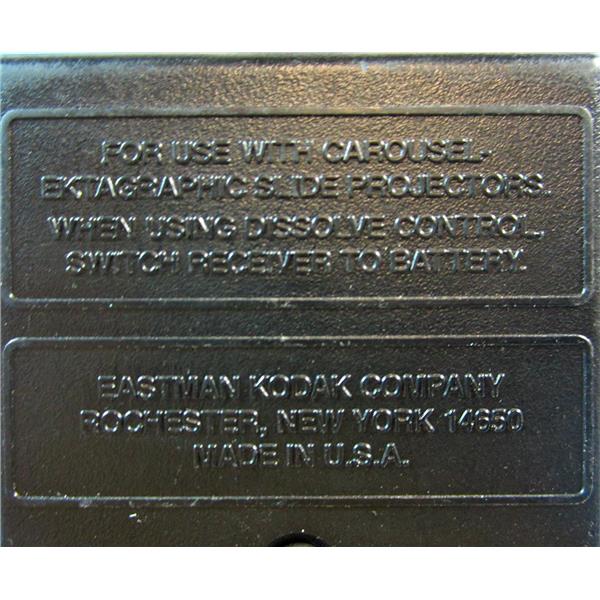 FOR USE WITH CAROUSEL-
EKTAGRAPHIC SLIDE PROJECTORS.
WHEN USING DISSOLVE CONTROL,
SWITCH RECEIVER TO BATTERY.
EASTMAN KODAK COMPANY
ROCHESTER, NEW YORK 14650
MADE IN U.S.A.